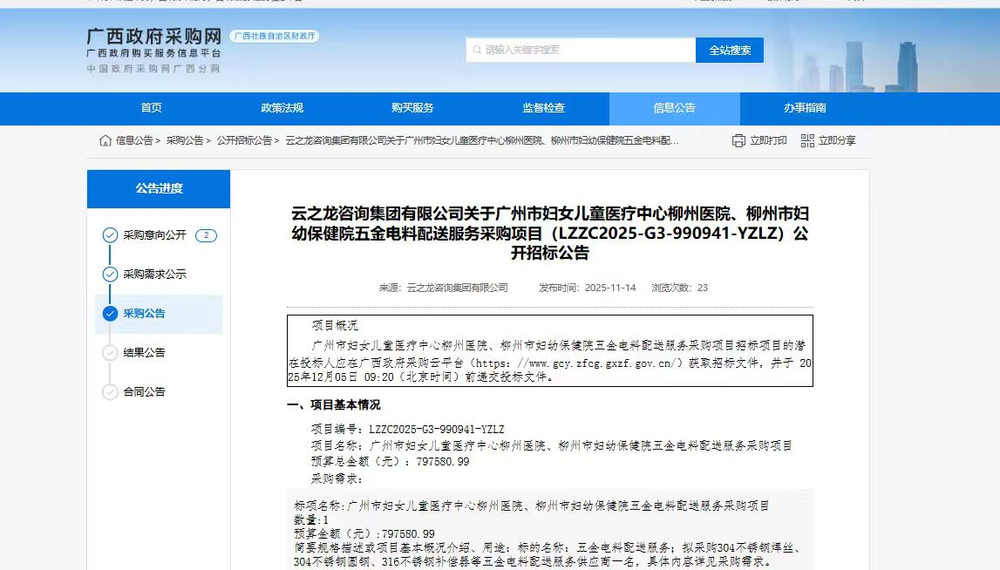 广西政府采购网
广西壮族自治区财政厅
广西政府购买服务信息平台
中国政府采购网广西分网
请输入关键字搜索
全站搜索
首页
政策法规
购买服务
监督检查
信息公告
办事指南
信息公告> 采购公告> 公开招标公告> 云之龙咨询集团有限公司关于广州市妇女儿童医疗中心柳州医院、柳州市妇幼保健院五金电料配...
立即打印
立即分享
公告进度
采购意向公开 2
采购需求公示
采购公告
结果公告
合同公告
云之龙咨询集团有限公司关于广州市妇女儿童医疗中心柳州医院、柳州市妇
幼保健院五金电料配送服务采购项目（LZZC2025-G3-990941-YZLZ）公
开招标公告
来源：云之龙咨询集团有限公司 发布时间：2025-11-14 浏览次数：23
项目概况
广州市妇女儿童医疗中心柳州医院、柳州市妇幼保健院五金电料配送服务采购项目招标项目的潜
在投标人应在广西政府采购云平台（https：//www.gcy.zfcg.gxzf.gov.cn/）获取招标文件，并于 20
25年12月05日 09:20（北京时间）前递交投标文件。
一、项目基本情况
项目编号：LZZC2025-G3-990941-YZLZ
项目名称：广州市妇女儿童医疗中心柳州医院、柳州市妇幼保健院五金电料配送服务采购项目
预算总金额（元）：797580.99
采购需求：
标项名称:广州市妇女儿童医疗中心柳州医院、柳州市妇幼保健院五金电料配送服务采购项目
数量:1
预算金额（元）:797580.99
简要规格描述或项目基本概况介绍、用途：标的名称：五金电料配送服务；拟采购304不锈钢焊丝、
304不锈钢圆钢、316不锈钢补偿器等五金电料配送服务供应商一名，具体内容详见采购需求。